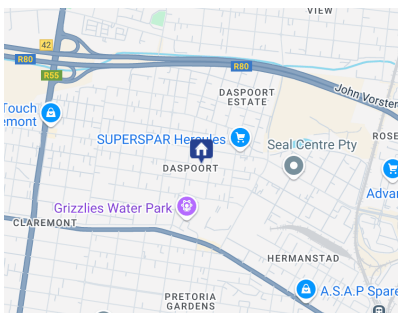 VIEW
42
R80
R55
R80
DASPOORT
ESTATE
John Vorster
Touch
emont
SUPERSPAR Hercules
ROSE
Seal Centre Pty
DASPOORT
Advan
Grizzlies Water Park
CLAREMONT
HERMANSTAD
PRETORIA
GARDENS
A.S.A.P Spare